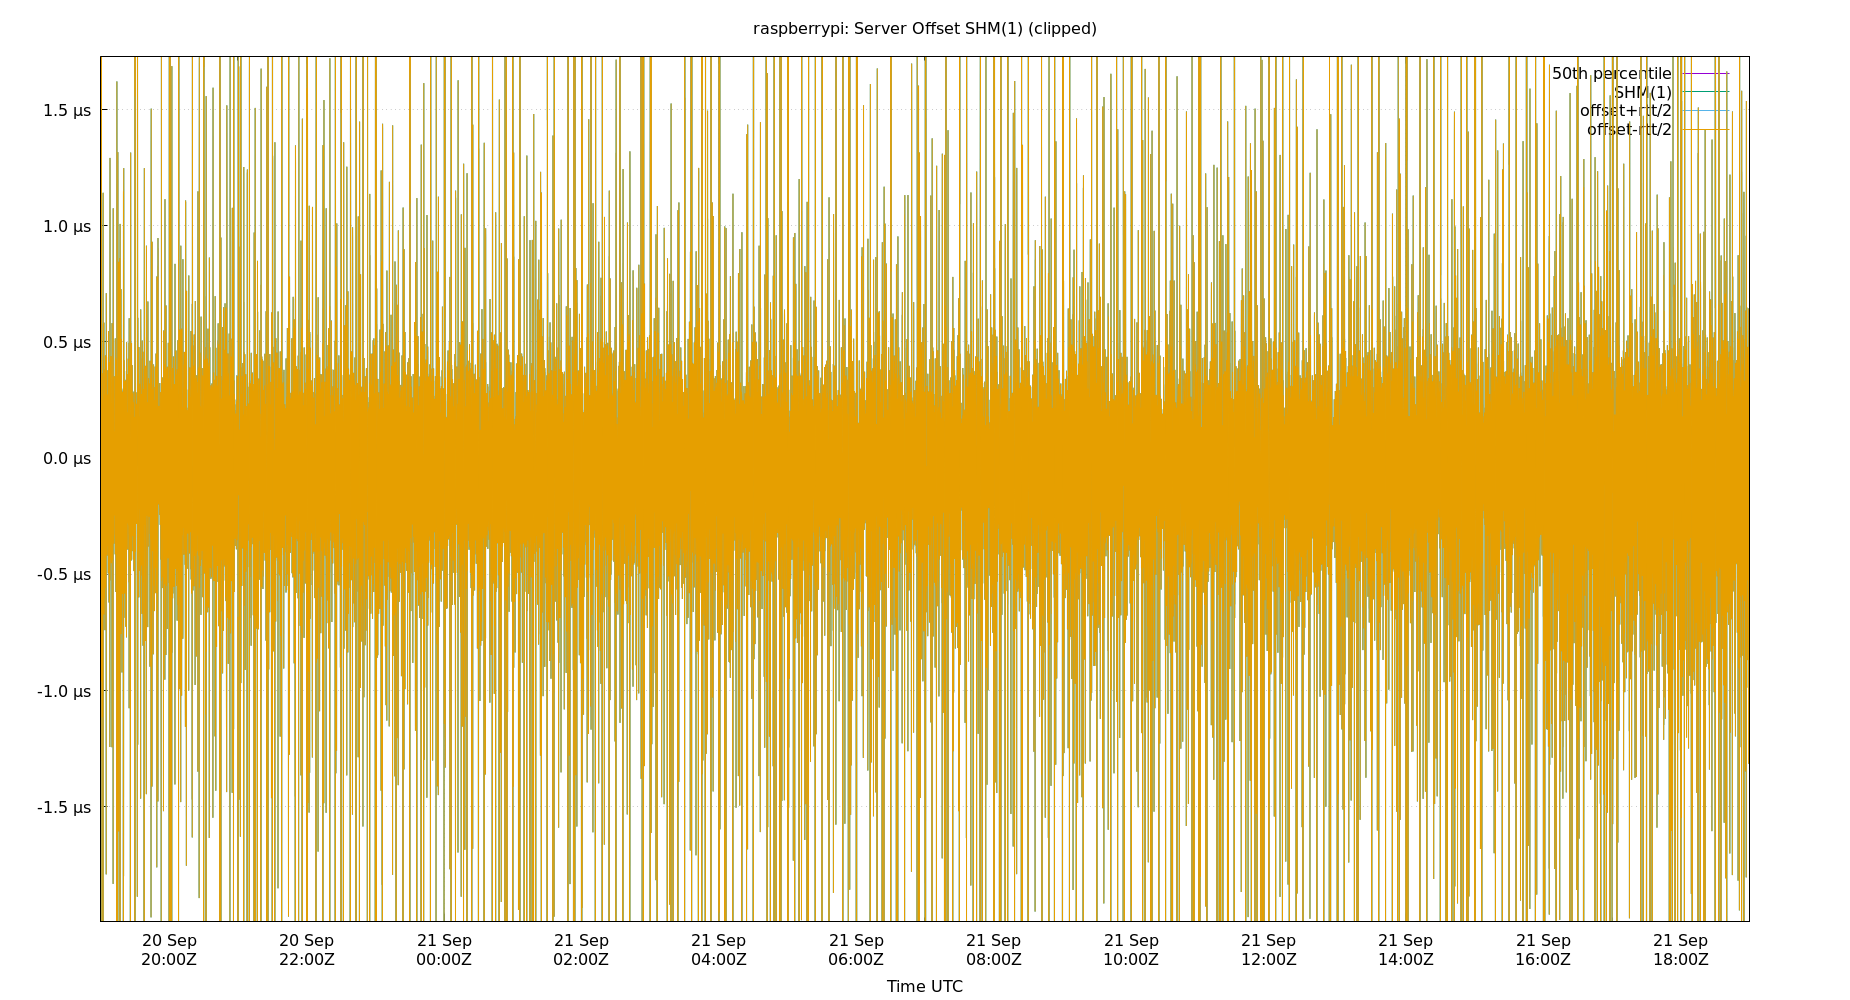 raspberrypi: Server Offset SHM(1) (clipped)
50th percentile
SHM(1)
offset+rtt/2
offset-rtt/2
1.5 µs
1.0 µs
0.5 µs
0.0 µs
-0.5 µs
-1.0 µs
-1.5 µs
20 Sep 20 Sep 21 Sep 21 Sep 21 Sep 21 Sep 21 Sep 21 Sep 21 Sep 21 Sep 21 Sep 21 Sep
20:00Z 22:00Z 00:00Z 02:00Z 04:00Z 06:00Z 08:00Z 10:00Z 12:00Z 14:00Z 16:00Z 18:00Z
Time UTC